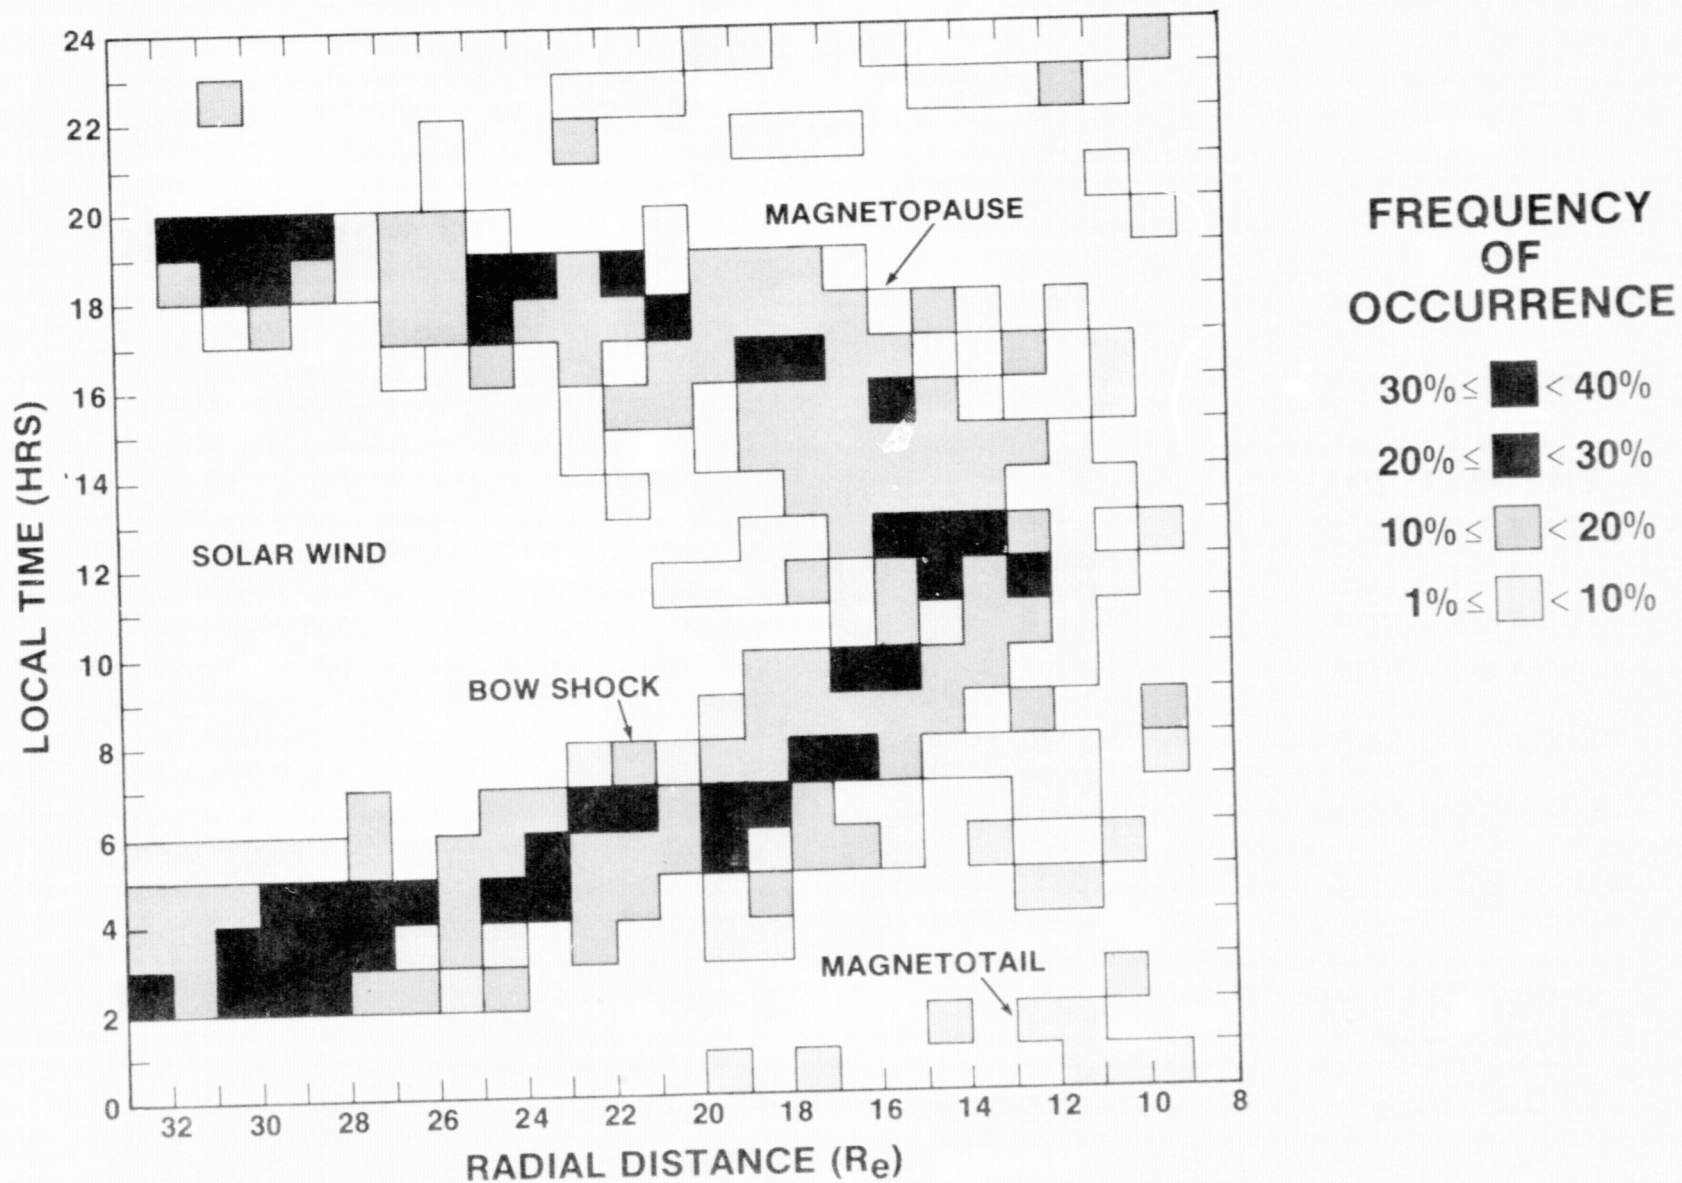 24
22
20
18
16
14
12
10
8
6
4
2
0
LOCAL TIME (HRS)
MAGNETOPAUSE
SOLAR WIND
BOW SHOCK
MAGNETOTAIL
32 30 28 26 24 22 20 18 16 14 12 10 8
RADIAL DISTANCE (Re)
FREQUENCY
OF
OCCURRENCE
30% ≤ < 40%
20% ≤ < 30%
10% ≤ < 20%
1% ≤ < 10%